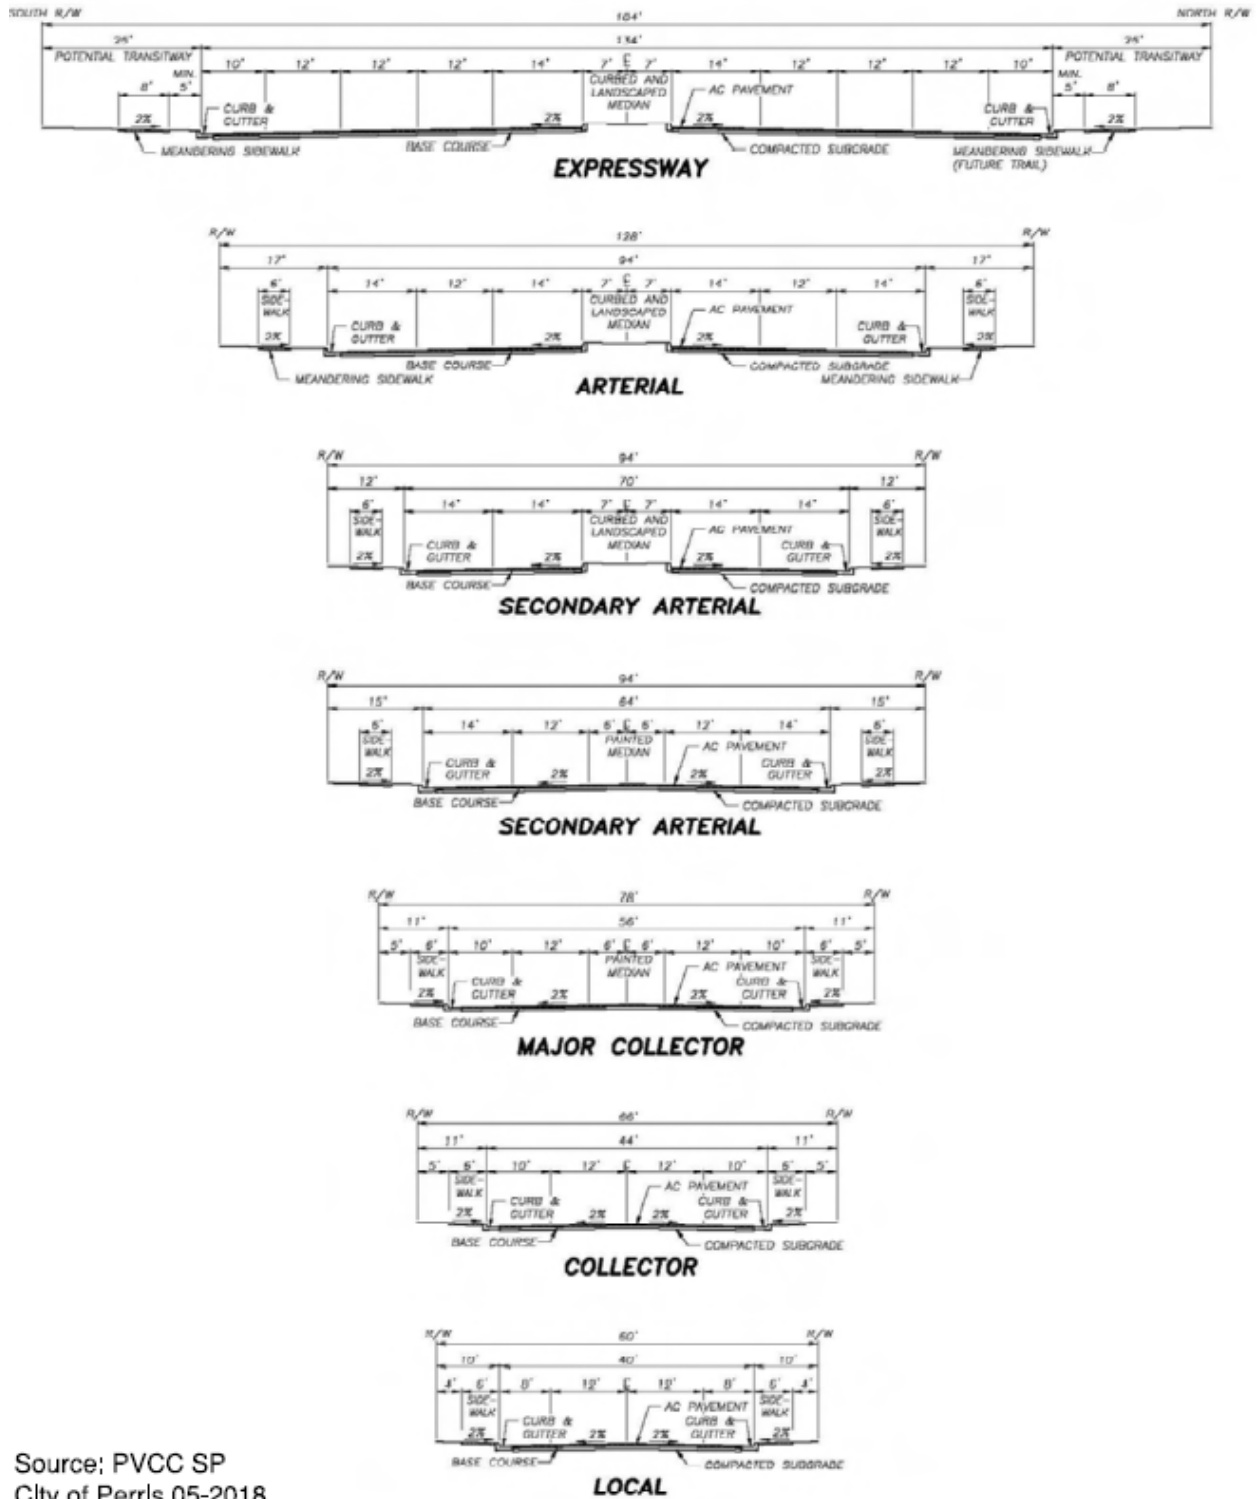 SOUTH R/W 184' NORTH R/W
25' 134' 25'
POTENTIAL TRANSITWAY POTENTIAL TRANSITWAY
10' 12' 12' 12' 14' 7' 7' 14' 12' 12' 12' 10'
MIN. MIN.
8' 5' 5' 8'
CURBED AND
LANDSCAPED
MEDIAN
AC PAVEMENT
CURB &
GUTTER
CURB &
GUTTER
2% 2% 2% 2%
MEANDERING SIDEWALK BASE COURSE COMPACTED SUBGRADE MEANDERING SIDEWALK
(FUTURE TRAIL)
EXPRESSWAY
R/W 128' R/W
17' 94' 17'
6' 14' 12' 14' 7' 7' 14' 12' 14' 6'
SIDE-
WALK
CURBED AND
LANDSCAPED
MEDIAN
AC PAVEMENT
SIDE-
WALK
CURB &
GUTTER
CURB &
GUTTER
2% 2% 2% 2%
MEANDERING SIDEWALK BASE COURSE COMPACTED SUBGRADE MEANDERING SIDEWALK
ARTERIAL
R/W 94' R/W
12' 70' 12'
6' 14' 14' 7' 7' 14' 14' 6'
SIDE-
WALK
CURBED AND
LANDSCAPED
MEDIAN
AC PAVEMENT
SIDE-
WALK
CURB &
GUTTER
CURB &
GUTTER
2% 2% 2% 2%
BASE COURSE COMPACTED SUBGRADE
SECONDARY ARTERIAL
R/W 94' R/W
15' 64' 15'
6' 14' 12' 6' 6' 12' 14' 6'
SIDE-
WALK
PAINTED
MEDIAN
AC PAVEMENT
SIDE-
WALK
CURB &
GUTTER
CURB &
GUTTER
2% 2% 2% 2%
BASE COURSE COMPACTED SUBGRADE
SECONDARY ARTERIAL
R/W 78' R/W
11' 56' 11'
5' 6' 10' 12' 6' 6' 12' 10' 6' 5'
SIDE-
WALK
PAINTED
MEDIAN
AC PAVEMENT
SIDE-
WALK
CURB &
GUTTER
CURB &
GUTTER
2% 2% 2% 2%
BASE COURSE COMPACTED SUBGRADE
MAJOR COLLECTOR
R/W 66' R/W
11' 44' 11'
5' 6' 10' 12' 12' 10' 6' 5'
SIDE-
WALK
AC PAVEMENT
SIDE-
WALK
CURB &
GUTTER
CURB &
GUTTER
2% 2% 2% 2%
BASE COURSE COMPACTED SUBGRADE
COLLECTOR
R/W 60' R/W
10' 40' 10'
4' 6' 8' 12' 12' 8' 6' 4'
SIDE-
WALK
AC PAVEMENT
SIDE-
WALK
CURB &
GUTTER
CURB &
GUTTER
2% 2% 2% 2%
BASE COURSE COMPACTED SUBGRADE
LOCAL
Source; PVCC SP
City of Perris 05-2018